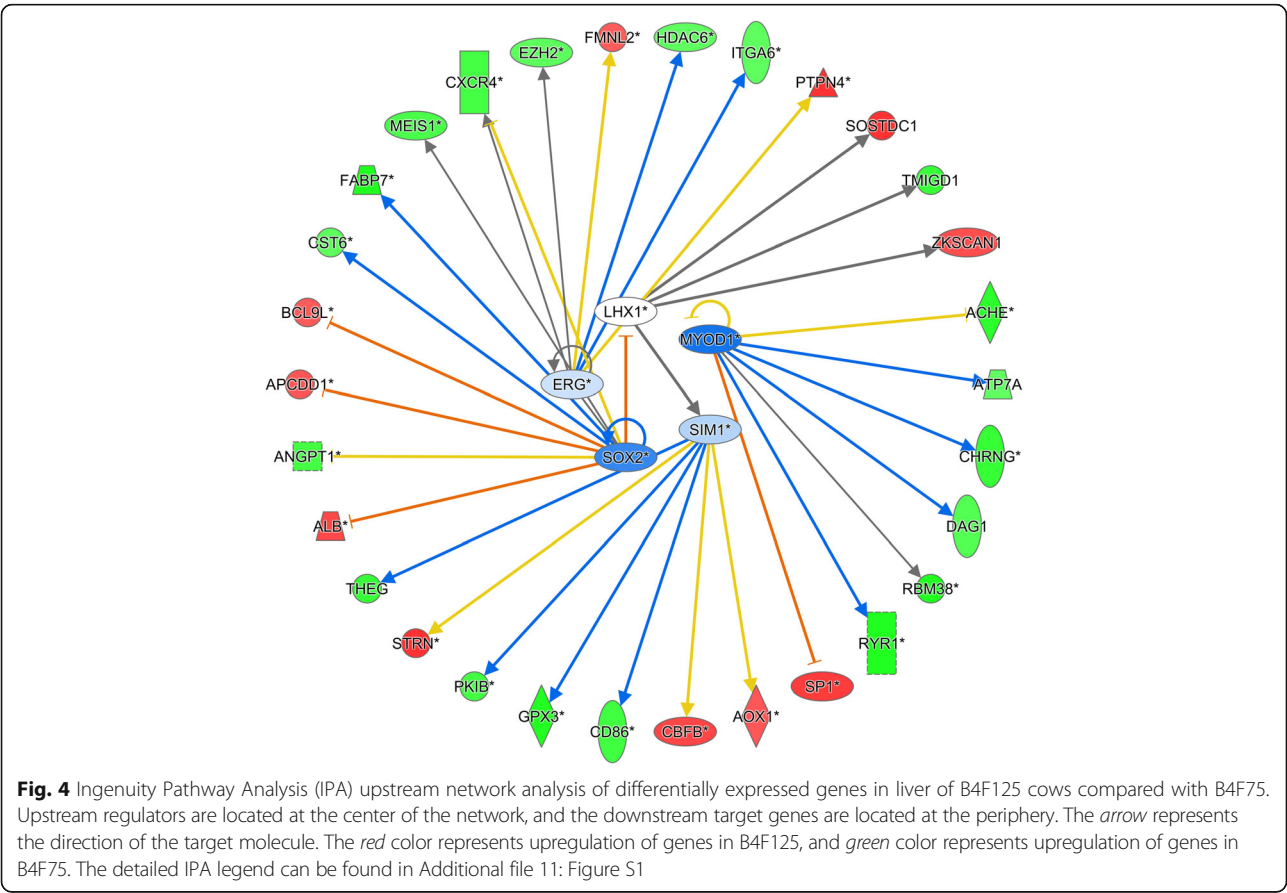 FMNL2*
HDAC6*
EZH2*
ITGA6*
CXCR4*
PTPN4*
MEIS1*
SOSTDC1
FABP7*
TMIGD1
CST6*
ZKSCAN1
BCL9L*
LHX1*
ACHE*
MYOD1*
APCDD1*
ERG*
ATP7A
SIM1*
ANGPT1*
SOX2*
CHRNG*
ALB*
DAG1
THEG
RBM38*
STRN*
RYR1*
PKIB*
SP1*
GPX3*
CD86*
CBFB*
AOX1*
Fig. 4 Ingenuity Pathway Analysis (IPA) upstream network analysis of differentially expressed genes in liver of B4F125 cows compared with B4F75.
Upstream regulators are located at the center of the network, and the downstream target genes are located at the periphery. The arrow represents
the direction of the target molecule. The red color represents upregulation of genes in B4F125, and green color represents upregulation of genes in
B4F75. The detailed IPA legend can be found in Additional file 11: Figure S1